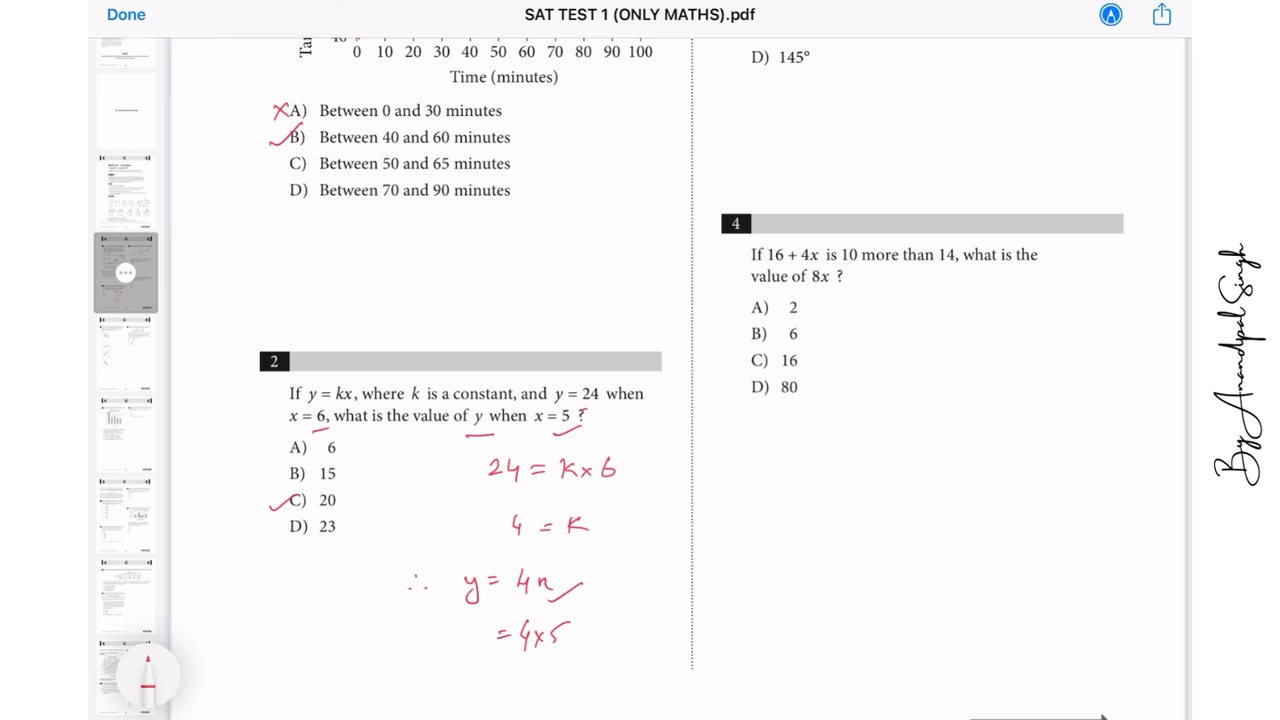 Done
SAT TEST 1 (ONLY MATHS).pdf
0 10 20 30 40 50 60 70 80 90 100
Time (minutes)
A) Between 0 and 30 minutes
B) Between 40 and 60 minutes
C) Between 50 and 65 minutes
D) Between 70 and 90 minutes
2
If y = kx, where k is a constant, and y = 24 when
x = 6, what is the value of y when x = 5 ?
A) 6
B) 15
C) 20
D) 23
24 = K × 6
4 = K
∴ y = 4x
= 4 × 5
D) 145°
4
If 16 + 4x is 10 more than 14, what is the
value of 8x ?
A) 2
B) 6
C) 16
D) 80
By Anandpal Singh